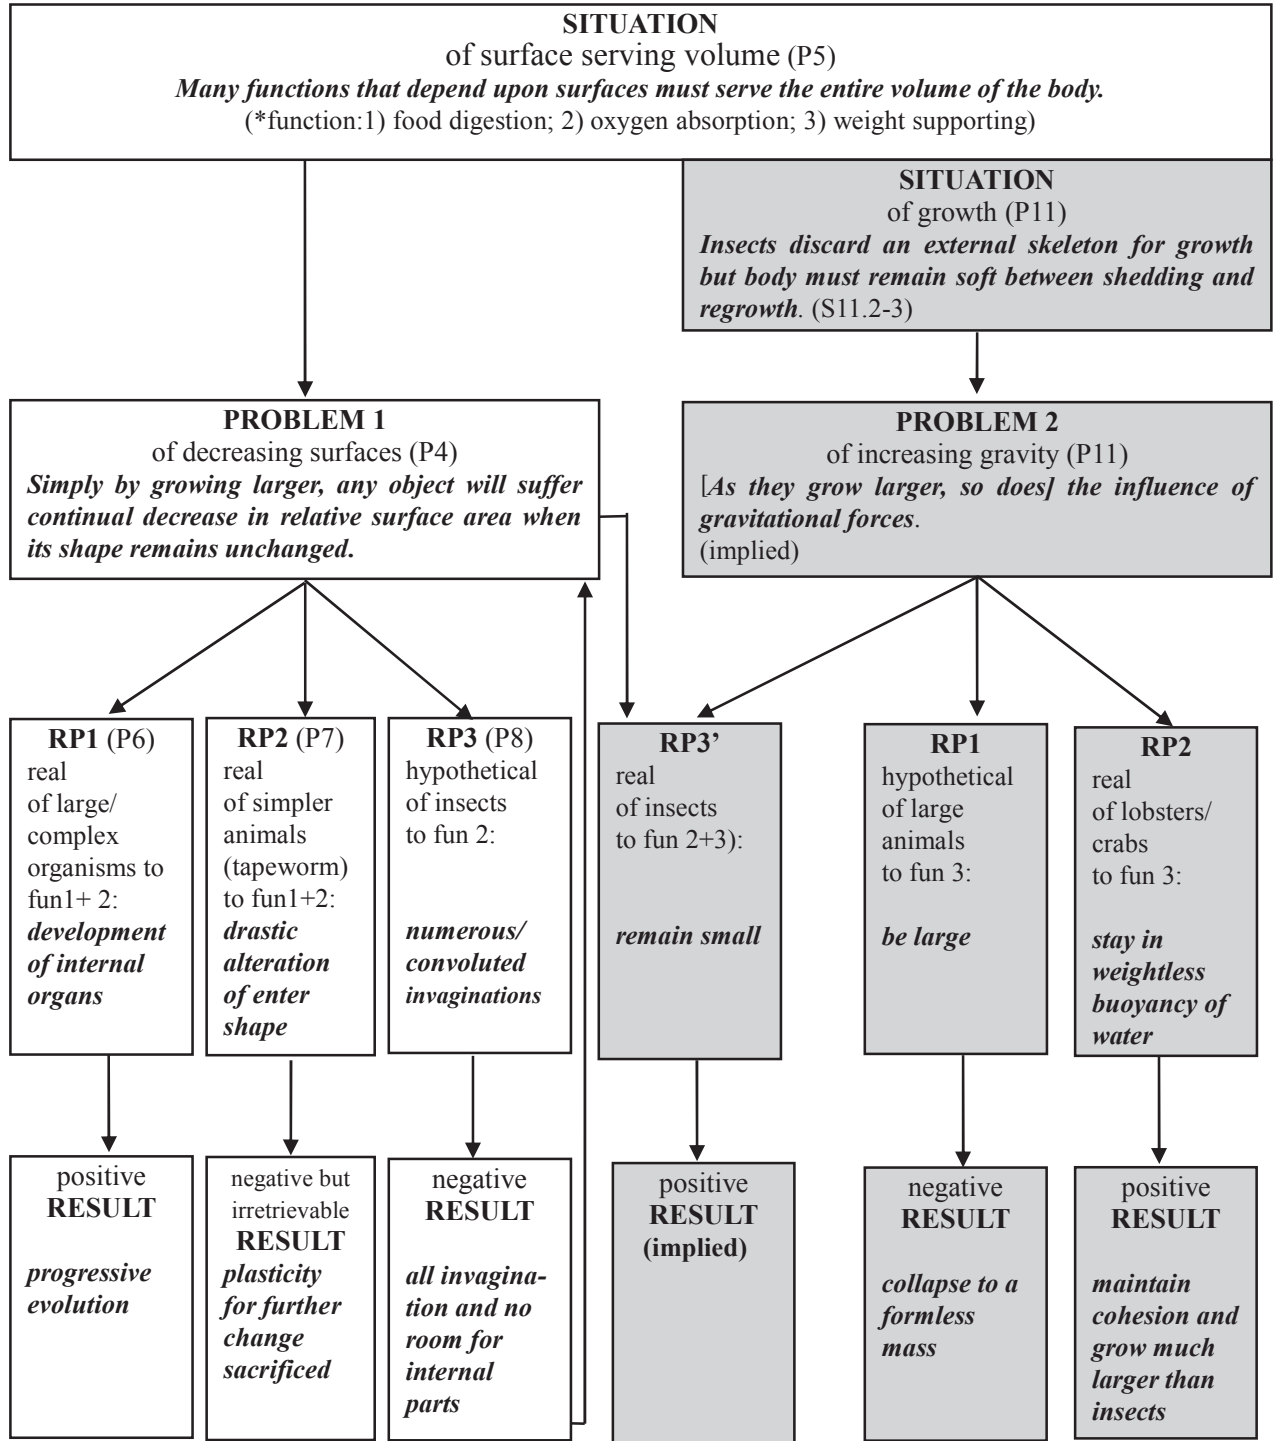 SITUATION
of surface serving volume (P5)
Many functions that depend upon surfaces must serve the entire volume of the body.
(*function:1) food digestion; 2) oxygen absorption; 3) weight supporting)
SITUATION
of growth (P11)
Insects discard an external skeleton for growth
but body must remain soft between shedding and
regrowth. (S11.2-3)
PROBLEM 1
of decreasing surfaces (P4)
Simply by growing larger, any object will suffer
continual decrease in relative surface area when
its shape remains unchanged.
PROBLEM 2
of increasing gravity (P11)
[As they grow larger, so does] the influence of
gravitational forces.
(implied)
RP1 (P6)
real
of large/
complex
organisms to
fun1+ 2:
development
of internal
organs
RP2 (P7)
real
of simpler
animals
(tapeworm)
to fun1+2:
drastic
alteration
of enter
shape
RP3 (P8)
hypothetical
of insects
to fun 2:
numerous/
convoluted
invaginations
RP3’
real
of insects
to fun 2+3):
remain small
RP1
hypothetical
of large
animals
to fun 3:
be large
RP2
real
of lobsters/
crabs
to fun 3:
stay in
weightless
buoyancy of
water
positive
RESULT
progressive
evolution
negative but
irretrievable
RESULT
plasticity
for further
change
sacrificed
negative
RESULT
all invagina-
tion and no
room for
internal
parts
positive
RESULT
(implied)
negative
RESULT
collapse to a
formless
mass
positive
RESULT
maintain
cohesion and
grow much
larger than
insects